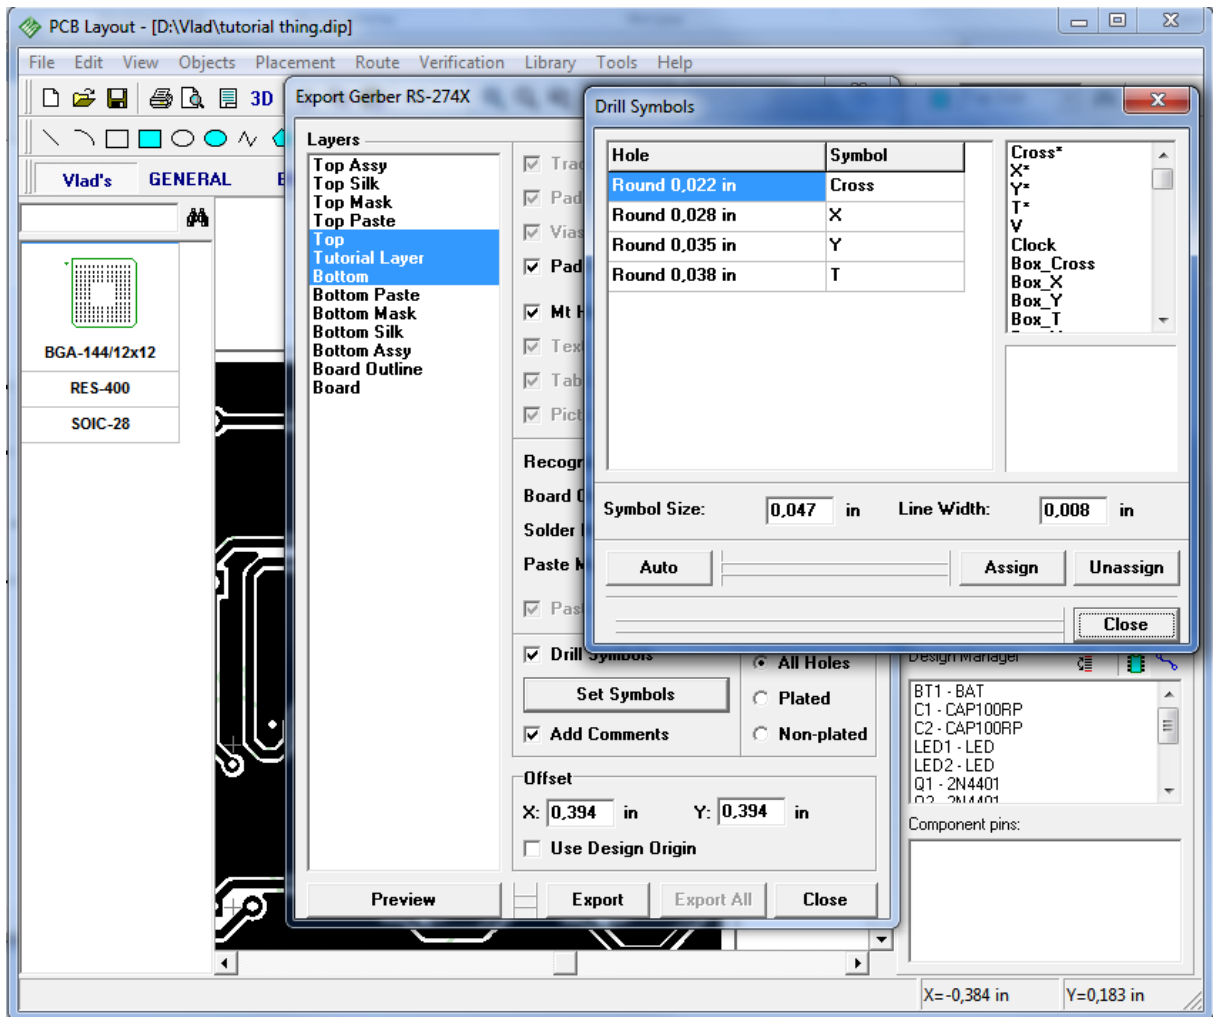 PCB Layout - [D:\Vlad\tutorial thing.dip]
File Edit View Objects Placement Route Verification Library Tools Help
3D
Vlad's GENERAL
BGA-144/12x12
RES-400
SOIC-28
Export Gerber RS-274X
Layers
Top Assy
Top Silk
Top Mask
Top Paste
Top
Tutorial Layer
Bottom
Bottom Paste
Bottom Mask
Bottom Silk
Bottom Assy
Board Outline
Board
Preview
Trac
Pad
Vias
Pad
Mt H
Text
Tab
Pict
Recogn
Board O
Solder
Paste M
Past
Drill Symbols
Set Symbols
Add Comments
All Holes
Plated
Non-plated
Offset
X: 0,394 in Y: 0,394 in
Use Design Origin
Export Export All Close
Drill Symbols
Hole Symbol
Round 0,022 in Cross
Round 0,028 in X
Round 0,035 in Y
Round 0,038 in T
Cross*
X*
Y*
T*
V
Clock
Box_Cross
Box_X
Box_Y
Box_T
Symbol Size: 0,047 in Line Width: 0,008 in
Auto Assign Unassign
Close
Design Manager
BT1 - BAT
C1 - CAP100RP
C2 - CAP100RP
LED1 - LED
LED2 - LED
Q1 - 2N4401
Q2 - 2N4401
Component pins:
X=-0,384 in Y=0,183 in